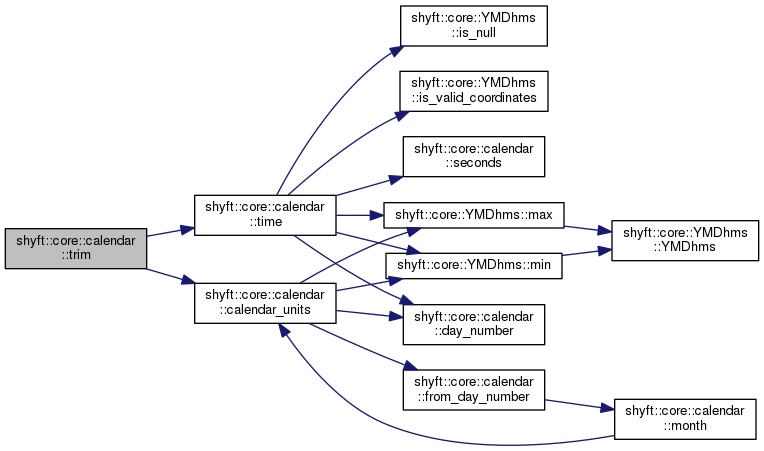 shyft::core::YMDhms
::is_null
shyft::core::YMDhms
::is_valid_coordinates
shyft::core::calendar
::seconds
shyft::core::calendar
::time
shyft::core::YMDhms::max
shyft::core::YMDhms
::YMDhms
shyft::core::calendar
::trim
shyft::core::YMDhms::min
shyft::core::calendar
::calendar_units
shyft::core::calendar
::day_number
shyft::core::calendar
::from_day_number
shyft::core::calendar
::month